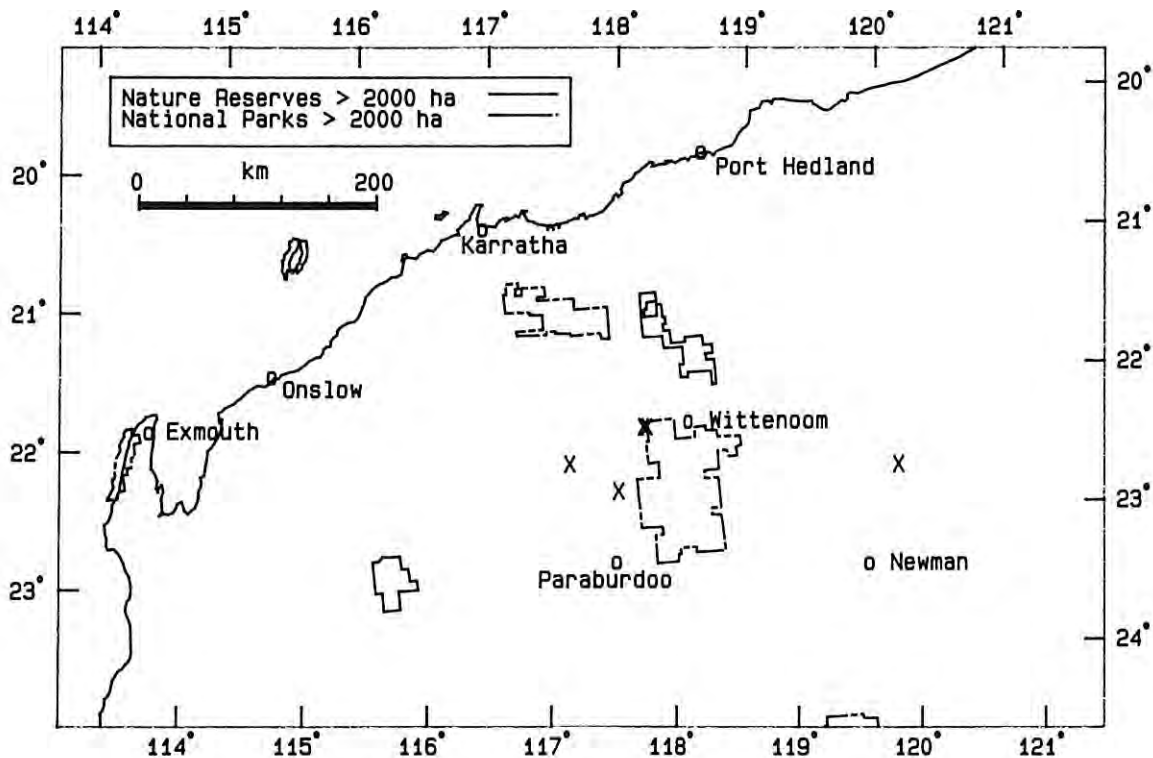 114° 115° 116° 117° 118° 119° 120° 121°
Nature Reserves > 2000 ha
National Parks > 2000 ha
20°
km
0 200
20°
Port Hedland
21°
Karratha
21°
22°
Onslow
Wittenoom
Exmouth
22°
X
X X
X
23°
Paraburdoo
Newman
23°
24°
114° 115° 116° 117° 118° 119° 120° 121°